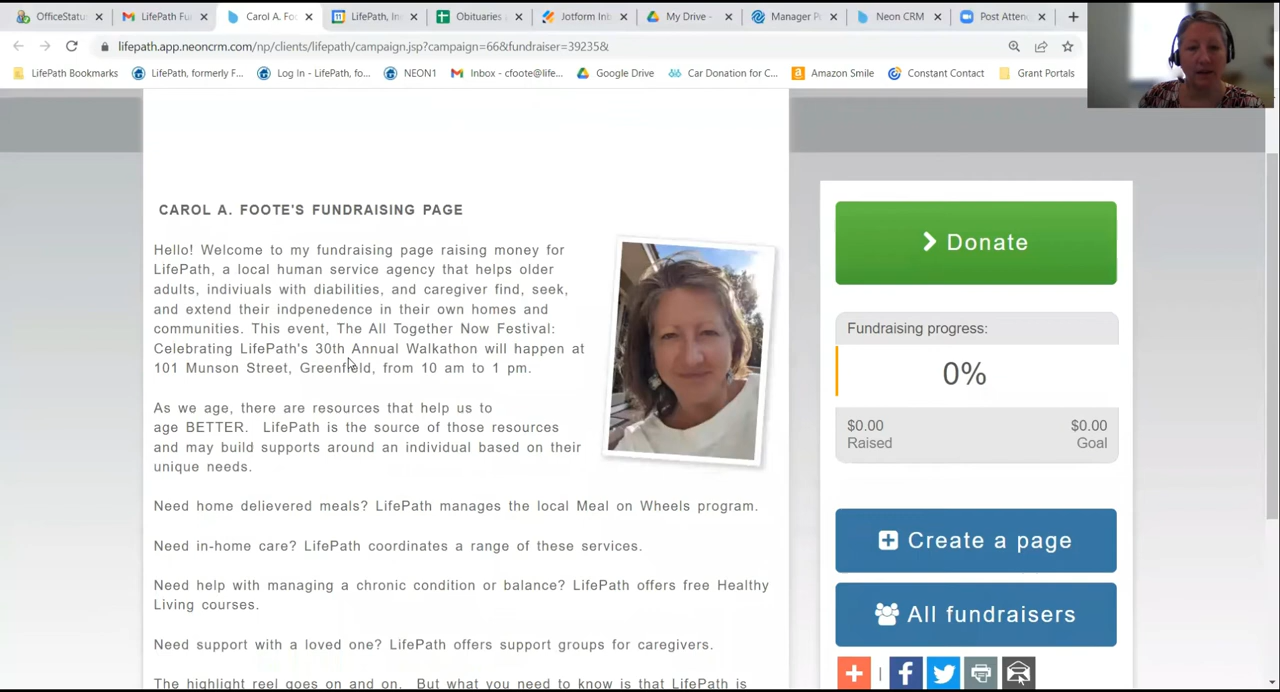 OfficeStatu
LifePath Fu
Carol A. Foo
LifePath, In
Obituaries
Jotform Inb
My Drive -
Manager P
Neon CRM
Post Atten
lifepath.app.neoncrm.com/np/clients/lifepath/campaign.jsp?campaign=66&fundraiser=39235&
LifePath Bookmarks
LifePath, formerly F...
Log In - LifePath, fo...
NEON1
Inbox - cfoote@life...
Google Drive
Car Donation for C...
Amazon Smile
Constant Contact
Grant Portals
CAROL A. FOOTE'S FUNDRAISING PAGE
Hello! Welcome to my fundraising page raising money for
LifePath, a local human service agency that helps older
adults, indiviuals with diabilities, and caregiver find, seek,
and extend their indpenedence in their own homes and
communities. This event, The All Together Now Festival:
Celebrating LifePath's 30th Annual Walkathon will happen at
101 Munson Street, Greenfield, from 10 am to 1 pm.
As we age, there are resources that help us to
age BETTER. LifePath is the source of those resources
and may build supports around an individual based on their
unique needs.
Need home delievered meals? LifePath manages the local Meal on Wheels program.
Need in-home care? LifePath coordinates a range of these services.
Need help with managing a chronic condition or balance? LifePath offers free Healthy
Living courses.
Need support with a loved one? LifePath offers support groups for caregivers.
The highlight reel goes on and on. But what you need to know is that LifePath is
Donate
Fundraising progress:
0%
$0.00 $0.00
Raised Goal
Create a page
All fundraisers